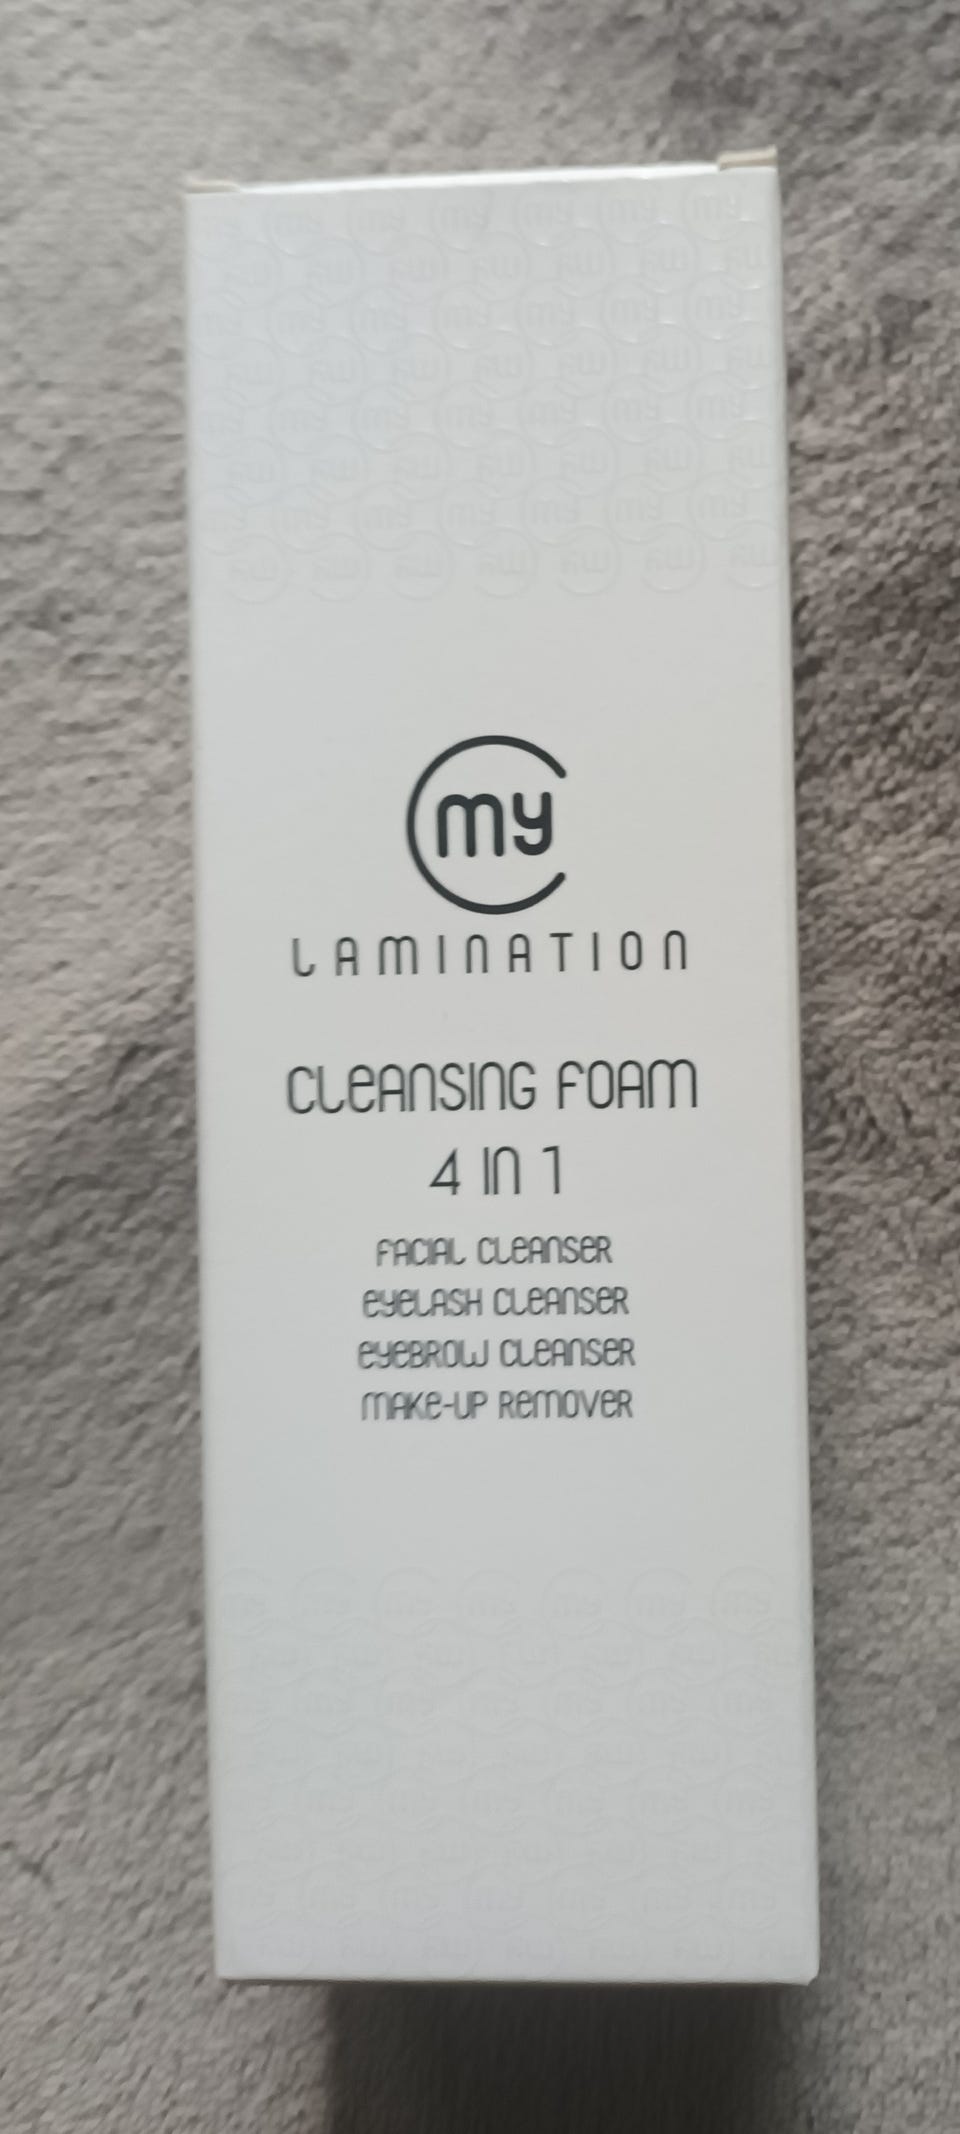 my
LAMINATION
CLEANSING FOAM
4 IN 1
FACIAL CLEANSER
EYELASH CLEANSER
EYEBROW CLEANSER
MAKE-UP REMOVER